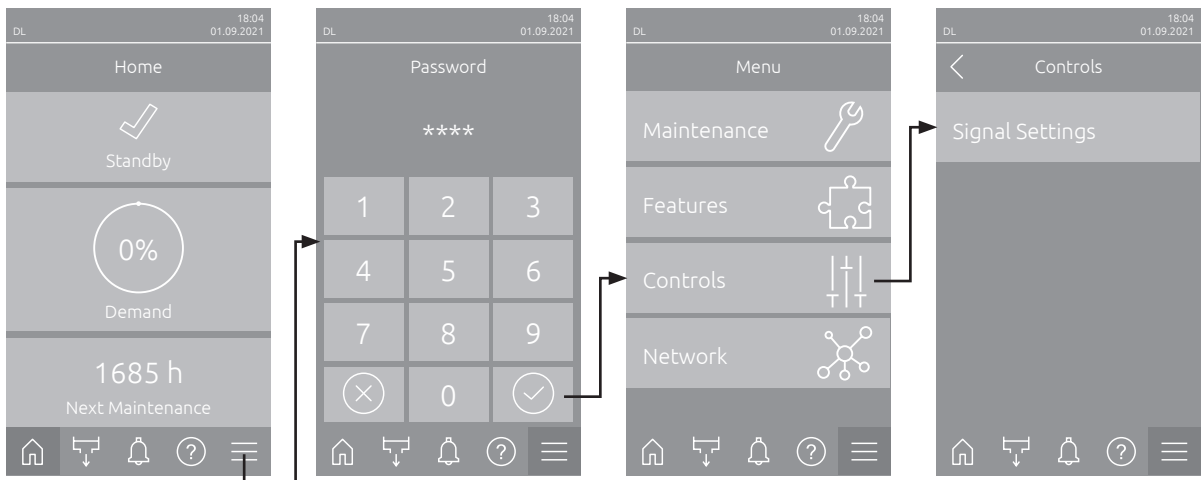 18:04
DL 01.09.2021
Home
Standby
0%
Demand
1685 h
Next Maintenance
?
18:04
DL 01.09.2021
Password
****
1 2 3
4 5 6
7 8 9
0
?
18:04
DL 01.09.2021
Menu
Maintenance
Features
Controls
Network
?
18:04
DL 01.09.2021
Controls
Signal Settings
?